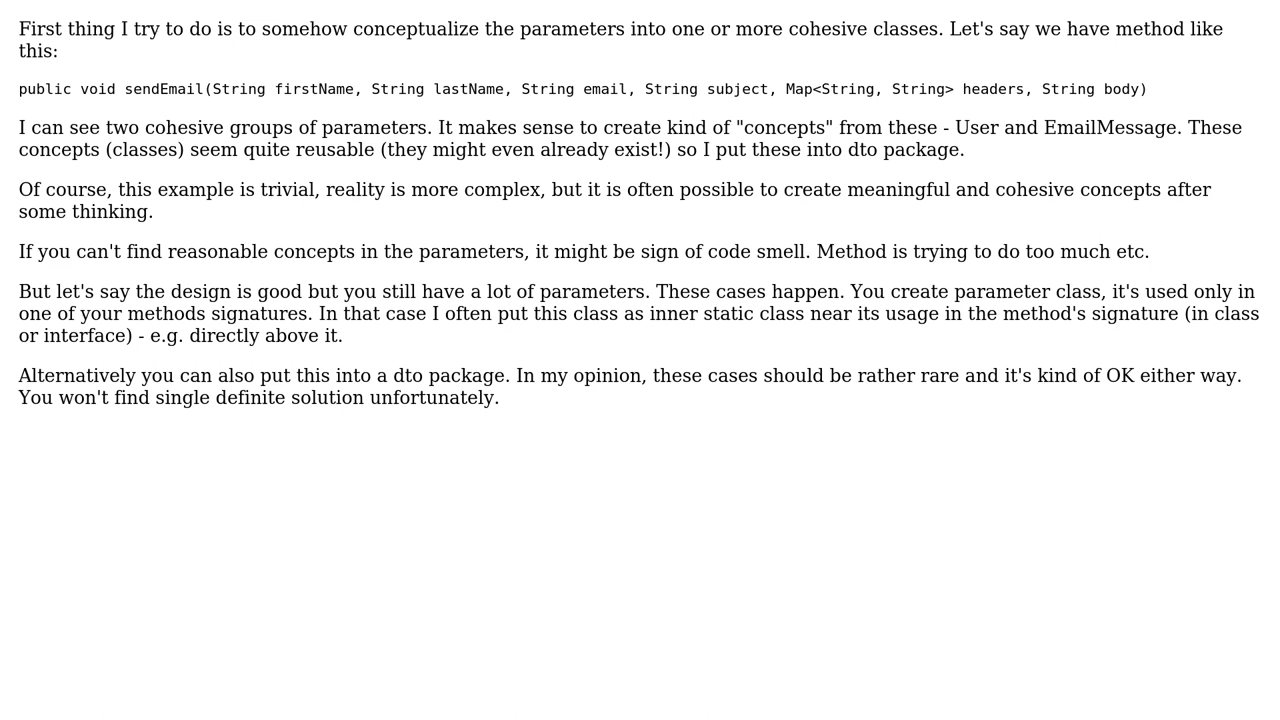 First thing I try to do is to somehow conceptualize the parameters into one or more cohesive classes. Let's say we have method like
this:
public void sendEmail(String firstName, String lastName, String email, String subject, Map<String, String> headers, String body)
I can see two cohesive groups of parameters. It makes sense to create kind of "concepts" from these - User and EmailMessage. These
concepts (classes) seem quite reusable (they might even already exist!) so I put these into dto package.
Of course, this example is trivial, reality is more complex, but it is often possible to create meaningful and cohesive concepts after
some thinking.
If you can't find reasonable concepts in the parameters, it might be sign of code smell. Method is trying to do too much etc.
But let's say the design is good but you still have a lot of parameters. These cases happen. You create parameter class, it's used only in
one of your methods signatures. In that case I often put this class as inner static class near its usage in the method's signature (in class
or interface) - e.g. directly above it.
Alternatively you can also put this into a dto package. In my opinion, these cases should be rather rare and it's kind of OK either way.
You won't find single definite solution unfortunately.